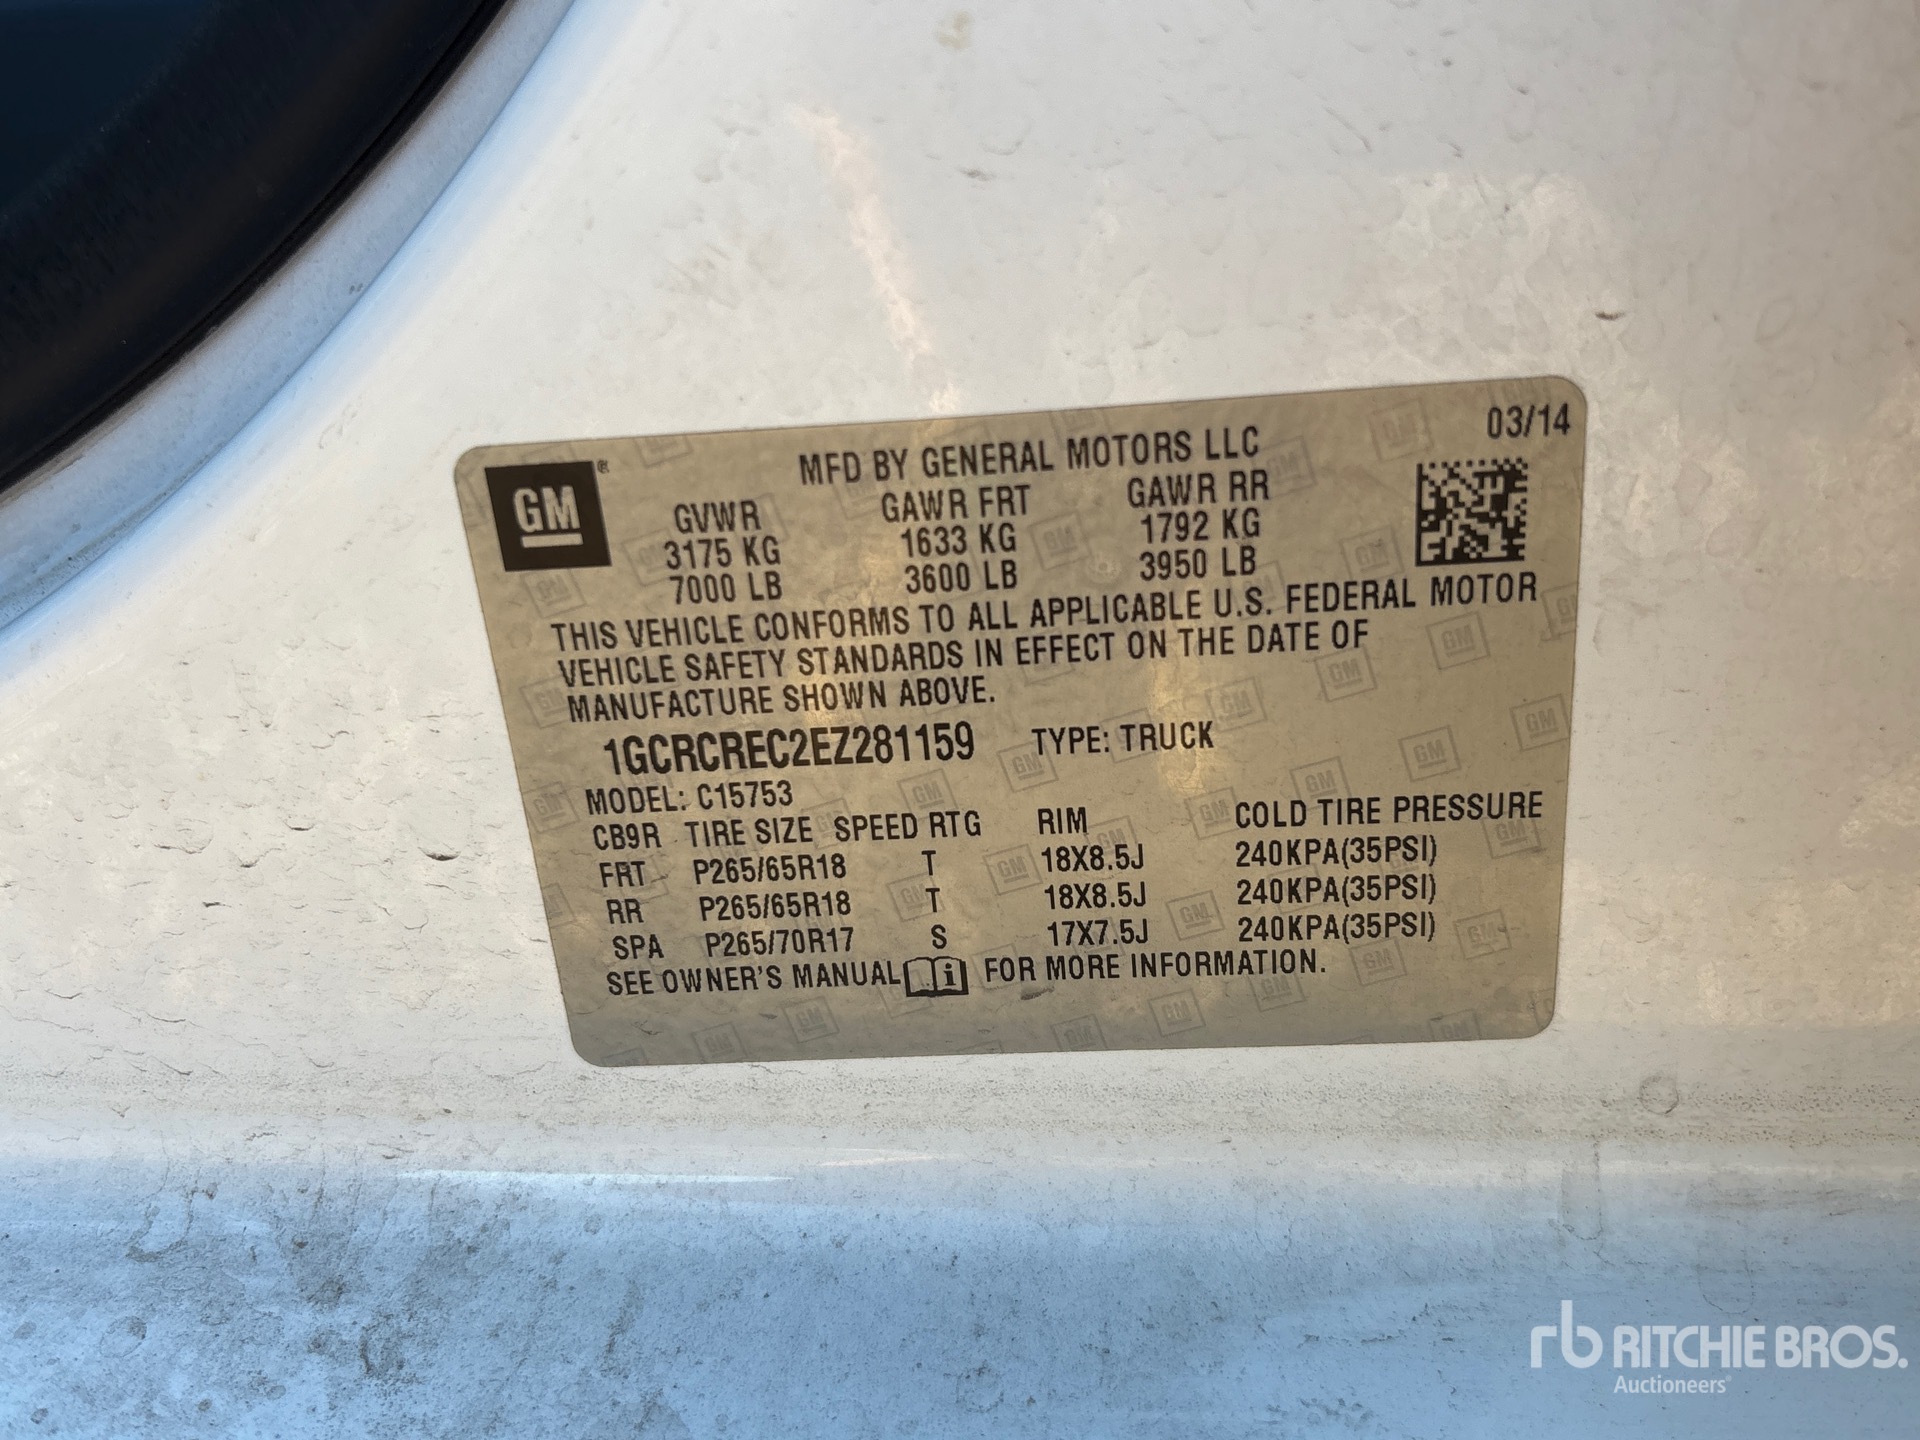 03/14
GM®
MFD BY GENERAL MOTORS LLC
GVWR GAWR FRT GAWR RR
3175 KG 1633 KG 1792 KG
7000 LB 3600 LB 3950 LB
THIS VEHICLE CONFORMS TO ALL APPLICABLE U.S. FEDERAL MOTOR
VEHICLE SAFETY STANDARDS IN EFFECT ON THE DATE OF
MANUFACTURE SHOWN ABOVE.
1GCRCREC2EZ281159 TYPE: TRUCK
MODEL: C15753
CB9R TIRE SIZE SPEED RTG RIM COLD TIRE PRESSURE
FRT P265/65R18 T 18X8.5J 240KPA(35PSI)
RR P265/65R18 T 18X8.5J 240KPA(35PSI)
SPA P265/70R17 S 17X7.5J 240KPA(35PSI)
SEE OWNER'S MANUAL i FOR MORE INFORMATION.
rb RITCHIE BROS.
Auctioneers